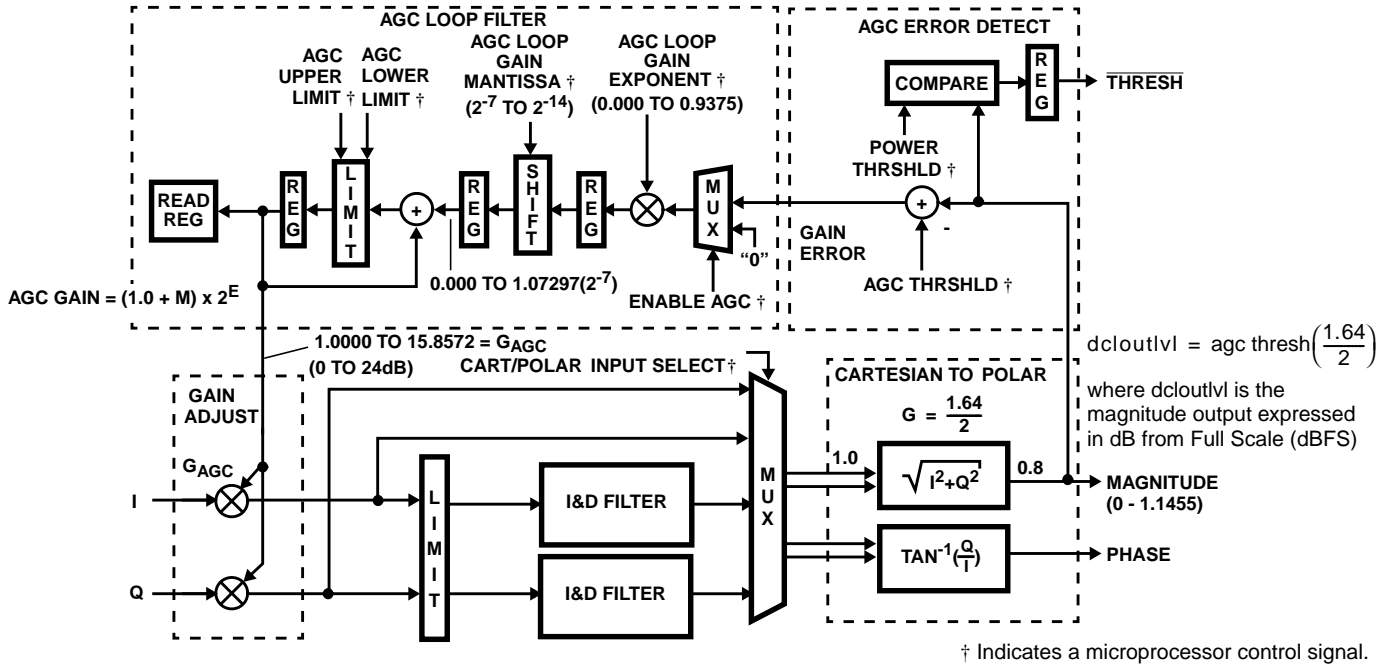 AGC LOOP FILTER
AGC
UPPER
LIMIT †
AGC
LOWER
LIMIT †
AGC LOOP
GAIN
MANTISSA †
(2^-7 TO 2^-14)
AGC LOOP
GAIN
EXPONENT †
(0.000 TO 0.9375)
READ
REG
REG
LIMIT
+
REG
SHIFT
REG
MUX
"0"
ENABLE AGC †
0.000 TO 1.07297(2^-7)
AGC GAIN = (1.0 + M) x 2^E
AGC ERROR DETECT
COMPARE
REG
THRESH
POWER
THRSHLD †
+
-
GAIN
ERROR
AGC THRSHLD †
1.0000 TO 15.8572 = G_AGC
(0 TO 24dB)
CART/POLAR INPUT SELECT †
GAIN
ADJUST
G_AGC
I
Q
LIMIT
I&D FILTER
I&D FILTER
MUX
CARTESIAN TO POLAR
G = 1.64/2
1.0
√I²+Q²
0.8
TAN^-1(Q/I)
MAGNITUDE
(0 - 1.1455)
PHASE
dcloutlvl = agc thresh(1.64/2)
where dcloutlvl is the
magnitude output expressed
in dB from Full Scale (dBFS)
† Indicates a microprocessor control signal.